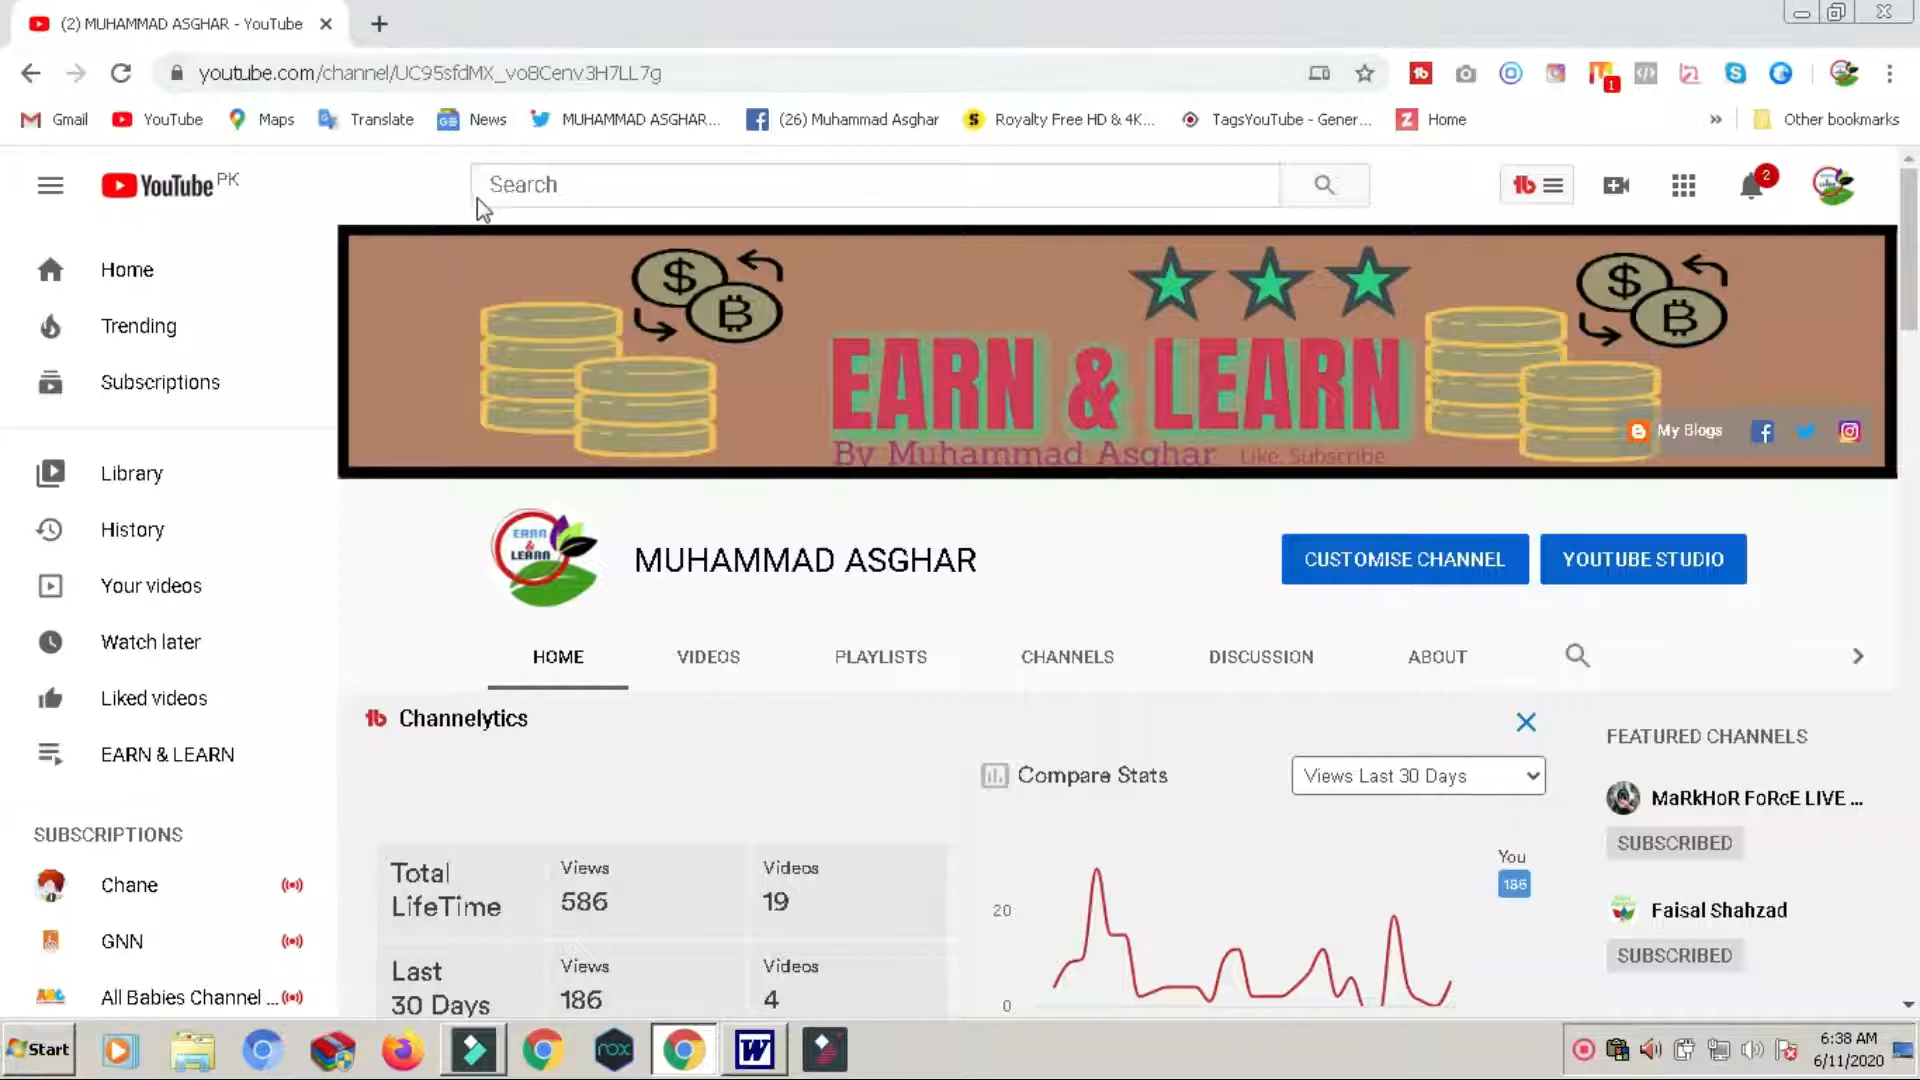 (2) MUHAMMAD ASGHAR - YouTube
youtube.com/channel/UC95sfdMX_vo8Cenv3H7LL7g
1
Gmail YouTube Maps Translate News MUHAMMAD ASGHAR... (26) Muhammad Asghar Royalty Free HD & 4K... TagsYouTube - Gener... Home » Other bookmarks
YouTube PK
Search
2
Home
Trending
Subscriptions
Library
History
Your videos
Watch later
Liked videos
EARN & LEARN
SUBSCRIPTIONS
Chane
GNN
All Babies Channel ...
EARN & LEARN
By Muhammad Asghar Like. Subscribe
My Blogs
EARN
&
LEARN
MUHAMMAD ASGHAR
CUSTOMISE CHANNEL
YOUTUBE STUDIO
HOME VIDEOS PLAYLISTS CHANNELS DISCUSSION ABOUT
Channelytics
Compare Stats
Views Last 30 Days
Total LifeTime
Views
586
Videos
19
Last 30 Days
Views
186
Videos
4
You
186
20
0
FEATURED CHANNELS
MaRkHoR FoRcE LIVE ...
SUBSCRIBED
Faisal Shahzad
SUBSCRIBED
Start
nox
W
6:38 AM
6/11/2020